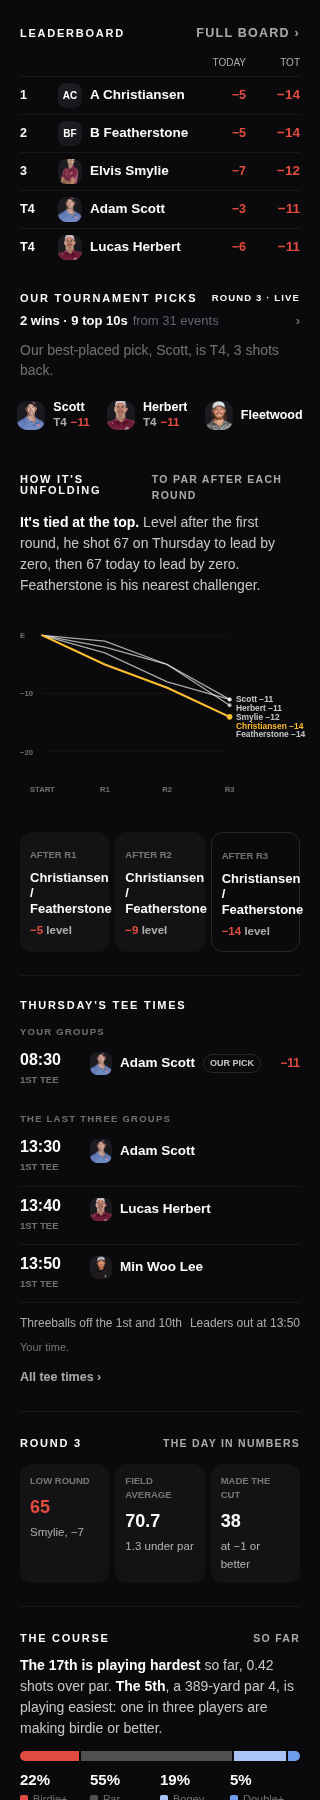 LEADERBOARD FULL BOARD ›
TODAY TOT
1 AC A Christiansen −5 −14
2 BF B Featherstone −5 −14
3 Elvis Smylie −7 −12
T4 Adam Scott −3 −11
T4 Lucas Herbert −6 −11
OUR TOURNAMENT PICKS ROUND 3 · LIVE
2 wins · 9 top 10s from 31 events ›
Our best-placed pick, Scott, is T4, 3 shots
back.
Scott Herbert Fleetwood
T4 −11 T4 −11
HOW IT'S
UNFOLDING
TO PAR AFTER EACH
ROUND
It's tied at the top. Level after the first
round, he shot 67 on Thursday to lead by
zero, then 67 today to lead by zero.
Featherstone is his nearest challenger.
E
−10
−20
Scott −11
Herbert −11
Smylie −12
Christiansen −14
Featherstone −14
START R1 R2 R3
AFTER R1
Christiansen
/
Featherstone
−5 level
AFTER R2
Christiansen
/
Featherstone
−9 level
AFTER R3
Christiansen
/
Featherstone
−14 level
THURSDAY'S TEE TIMES
YOUR GROUPS
08:30 Adam Scott OUR PICK −11
1ST TEE
THE LAST THREE GROUPS
13:30 Adam Scott
1ST TEE
13:40 Lucas Herbert
1ST TEE
13:50 Min Woo Lee
1ST TEE
Threeballs off the 1st and 10th Leaders out at 13:50
Your time.
All tee times ›
ROUND 3 THE DAY IN NUMBERS
LOW ROUND
65
Smylie, −7
FIELD
AVERAGE
70.7
1.3 under par
MADE THE
CUT
38
at −1 or
better
THE COURSE SO FAR
The 17th is playing hardest so far, 0.42
shots over par. The 5th, a 389-yard par 4, is
playing easiest: one in three players are
making birdie or better.
22% 55% 19% 5%
Birdie+ Par Bogey Double+